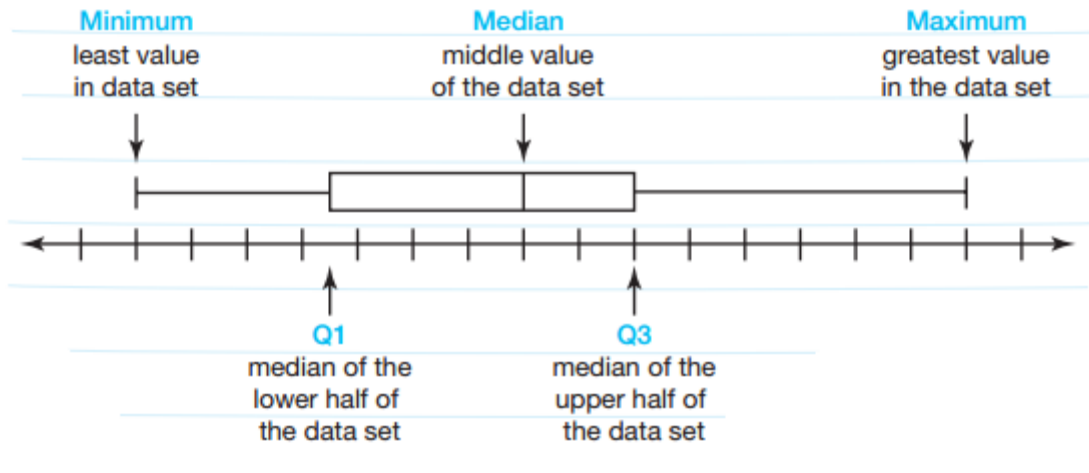 Minimum
least value
in data set
Median
middle value
of the data set
Maximum
greatest value
in the data set
Q1
median of the
lower half of
the data set
Q3
median of the
upper half of
the data set